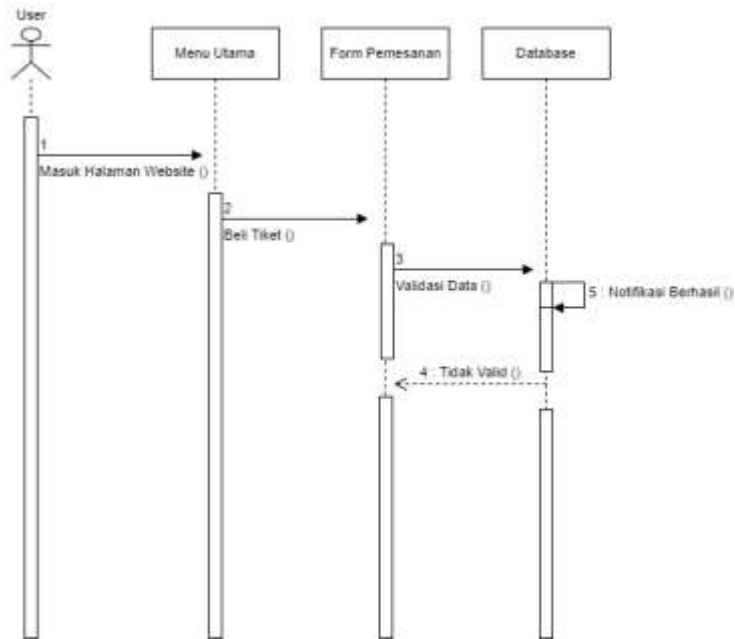 User
Menu Utama
Form Pemesanan
Database
1
Masuk Halaman Website ()
2
Beli Tiket ()
3
Validasi Data ()
5 : Notifikasi Berhasil ()
4 : Tidak Valid ()